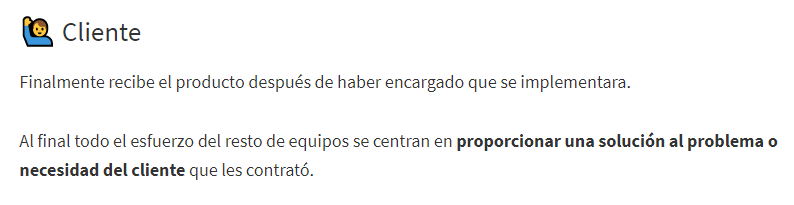 Cliente
Finalmente recibe el producto después de haber encargado que se implementara.
Al final todo el esfuerzo del resto de equipos se centran en proporcionar una solución al problema o
necesidad del cliente que les contrató.